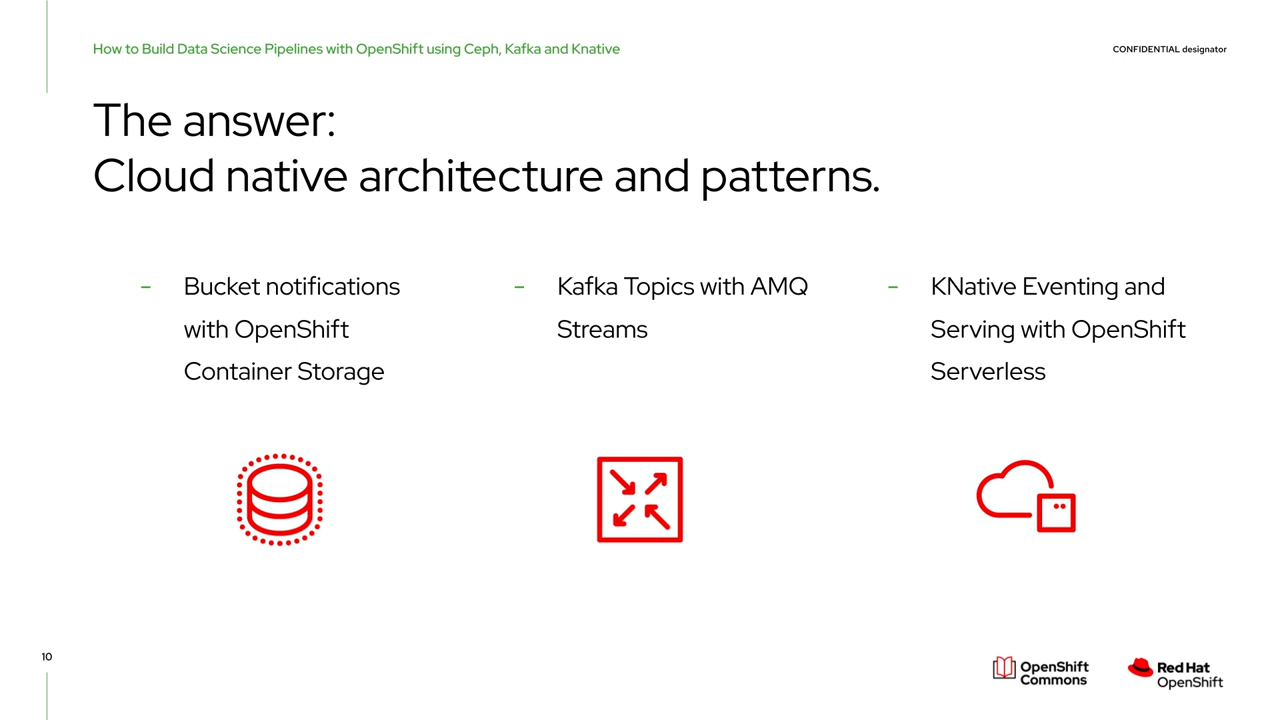 How to Build Data Science Pipelines with OpenShift using Ceph, Kafka and Knative
CONFIDENTIAL designator
The answer:
Cloud native architecture and patterns.
– Bucket notifications
with OpenShift
Container Storage
– Kafka Topics with AMQ
Streams
– KNative Eventing and
Serving with OpenShift
Serverless
10
OpenShift
Commons
Red Hat
OpenShift